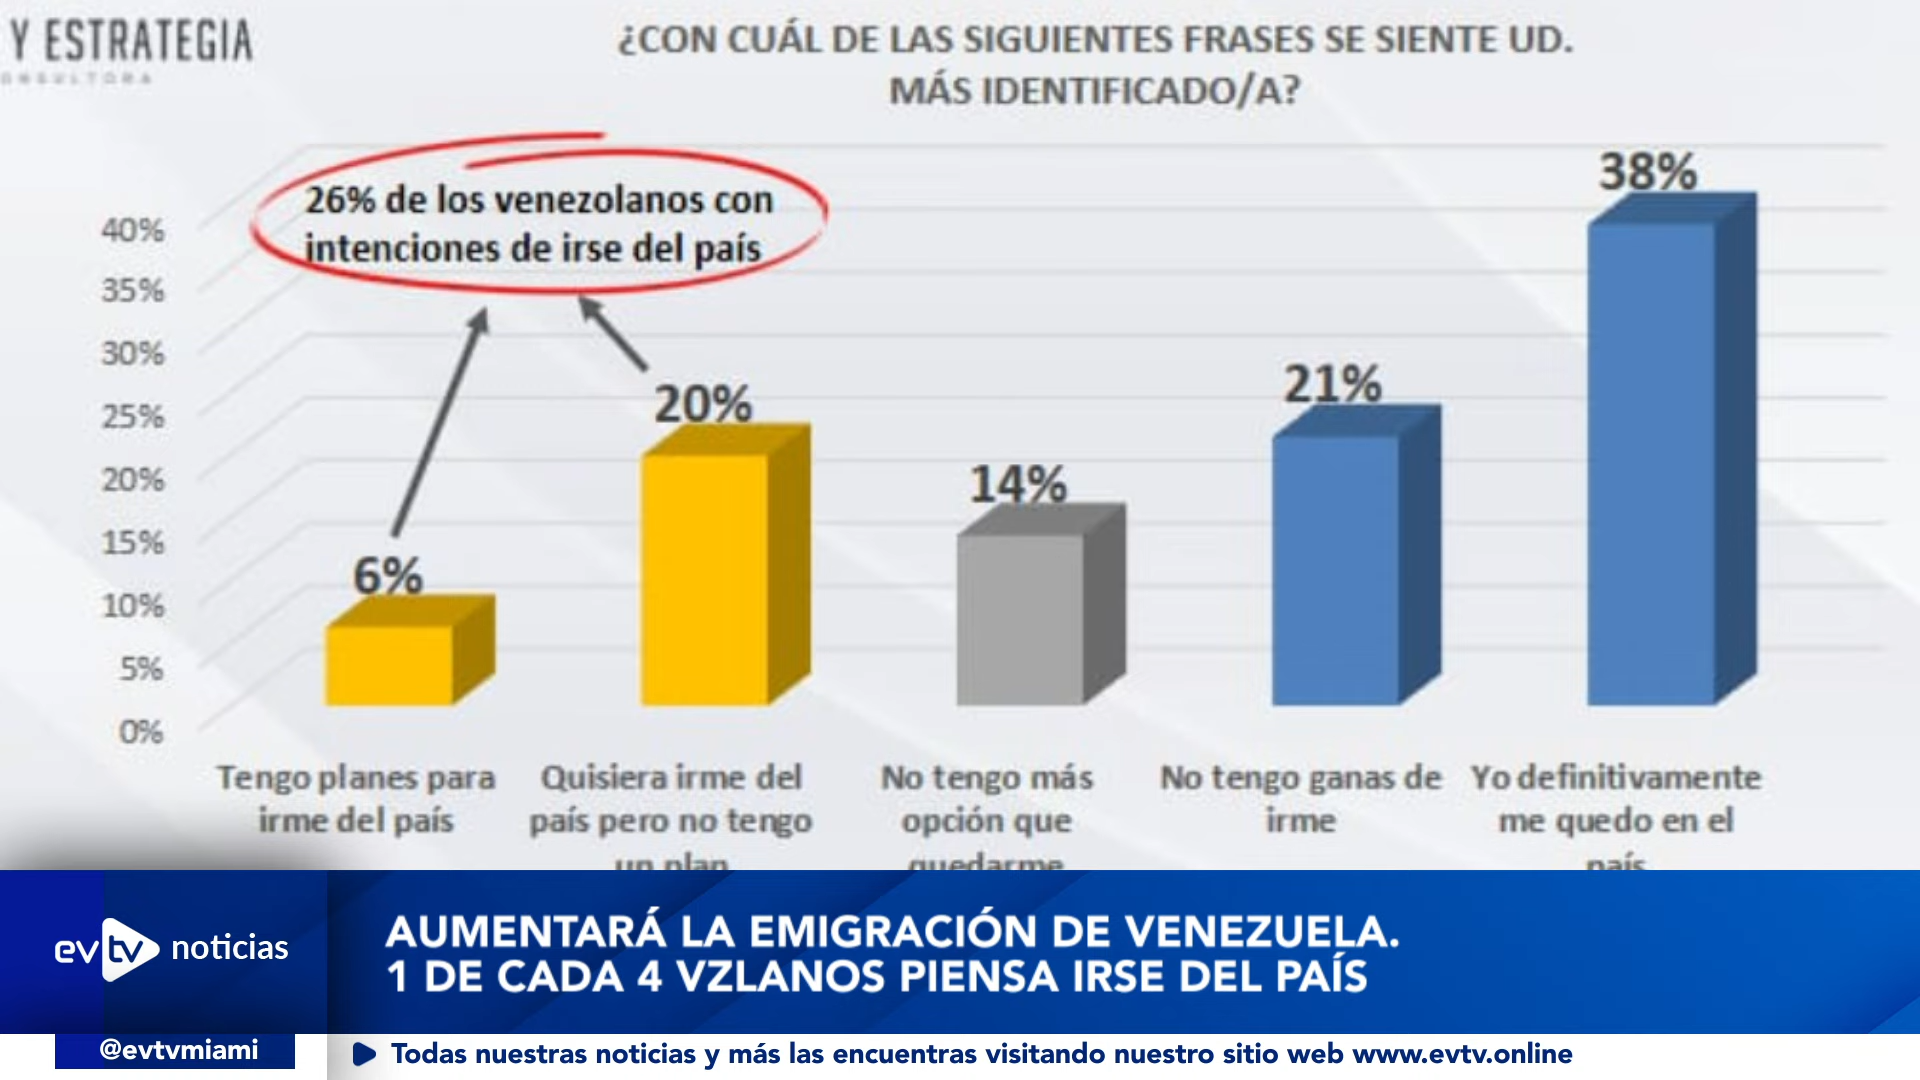 Y ESTRATEGIA
CONSULTORA
¿CON CUÁL DE LAS SIGUIENTES FRASES SE SIENTE UD.
MÁS IDENTIFICADO/A?
26% de los venezolanos con
intenciones de irse del país
40%
35%
30%
25%
20%
15%
10%
5%
0%
6%
20%
14%
21%
38%
Tengo planes para
irme del país
Quisiera irme del
país pero no tengo
un plan
No tengo más
opción que
quedarme
No tengo ganas de
irme
Yo definitivamente
me quedo en el
país
evtv noticias
AUMENTARÁ LA EMIGRACIÓN DE VENEZUELA.
1 DE CADA 4 VZLANOS PIENSA IRSE DEL PAÍS
@evtvmiami
Todas nuestras noticias y más las encuentras visitando nuestro sitio web www.evtv.online